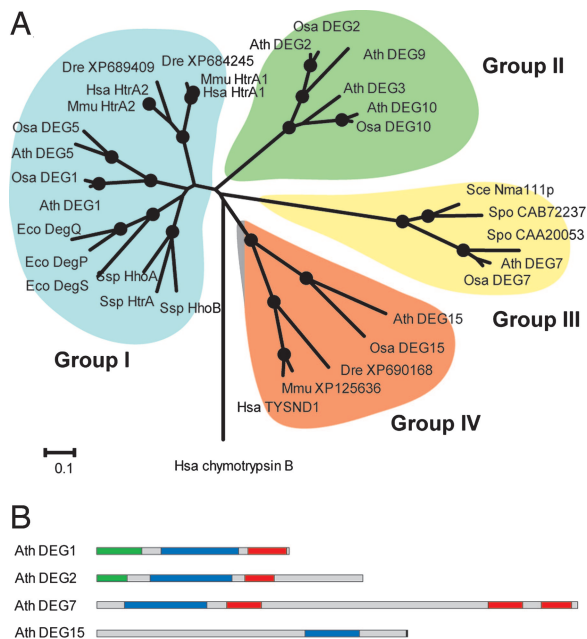 A
Osa DEG2
Ath DEG2
Ath DEG9
Group II
Dre XP684245
Dre XP689409
Mmu HtrA1
Hsa HtrA2
Hsa HtrA1
Mmu HtrA2
Ath DEG3
Ath DEG10
Osa DEG10
Osa DEG5
Ath DEG5
Osa DEG1
Ath DEG1
Eco DegQ
Eco DegP
Eco DegS
Ssp HhoA
Ssp HtrA
Ssp HhoB
Group I
Sce Nma111p
Spo CAB72237
Spo CAA20053
Ath DEG7
Osa DEG7
Group III
Ath DEG15
Osa DEG15
Dre XP690168
Mmu XP125636
Hsa TYSND1
Group IV
0.1
Hsa chymotrypsin B
B
Ath DEG1
Ath DEG2
Ath DEG7
Ath DEG15